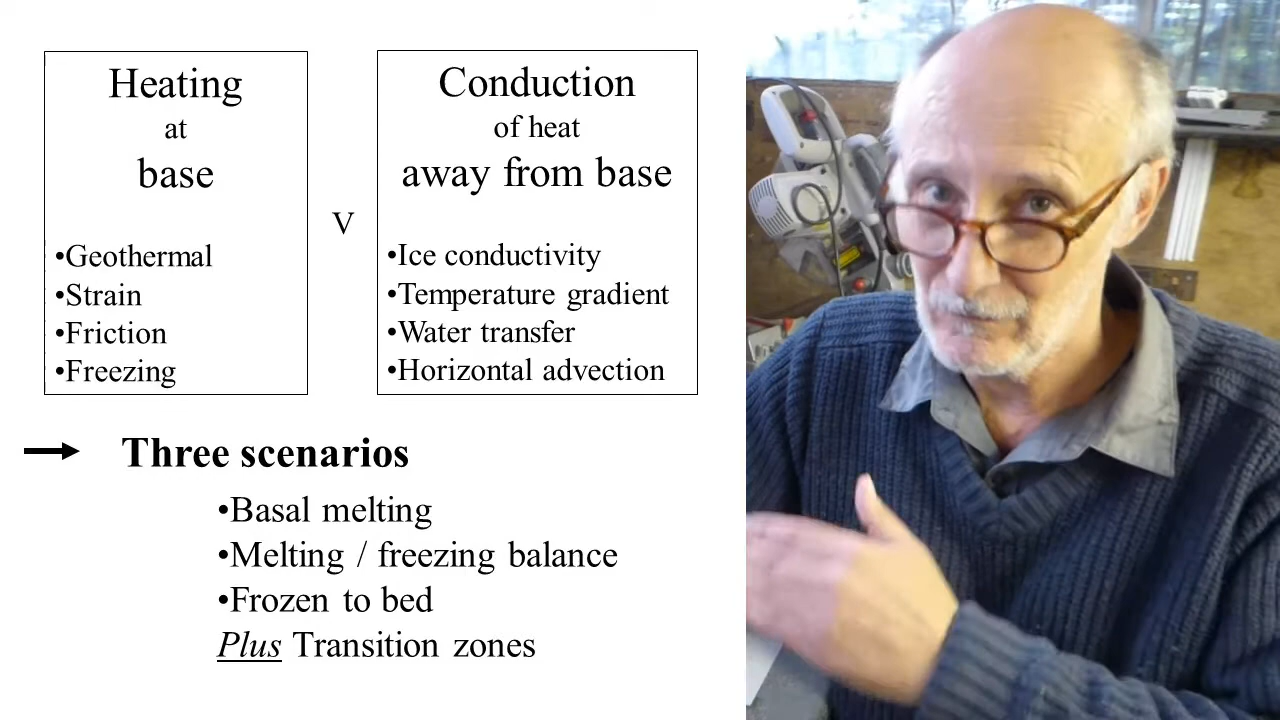 Heating
at
base
•Geothermal
•Strain
•Friction
•Freezing
V
Conduction
of heat
away from base
•Ice conductivity
•Temperature gradient
•Water transfer
•Horizontal advection
Three scenarios
•Basal melting
•Melting / freezing balance
•Frozen to bed
Plus Transition zones